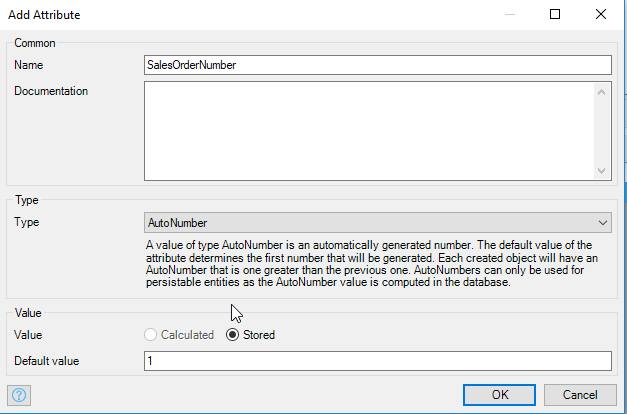 Add Attribute
Common
Name
SalesOrderNumber
Documentation
Type
Type
AutoNumber
A value of type AutoNumber is an automatically generated number. The default value of the
attribute determines the first number that will be generated. Each created object will have an
AutoNumber that is one greater than the previous one. AutoNumbers can only be used for
persistable entities as the AutoNumber value is computed in the database.
Value
Value
Calculated
Stored
Default value
1
?
OK
Cancel